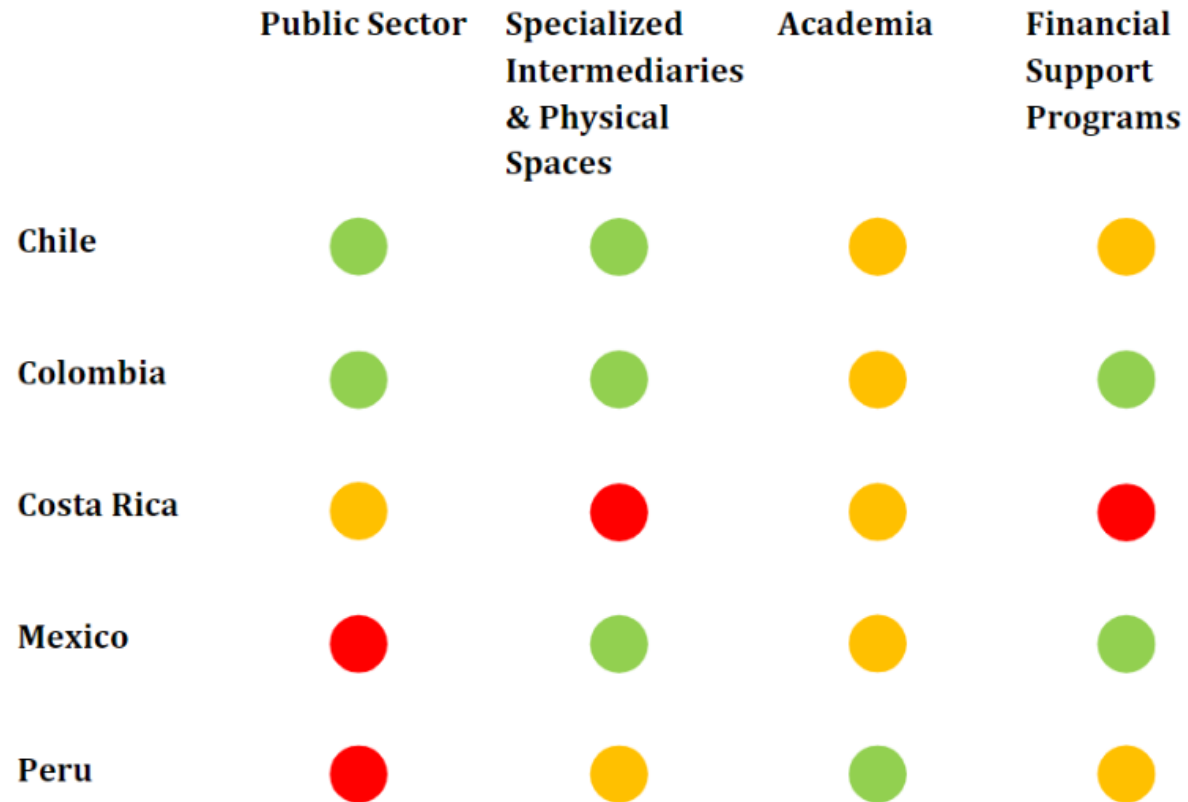 Public Sector
Specialized
Intermediaries
& Physical
Spaces
Academia
Financial
Support
Programs
Chile
Colombia
Costa Rica
Mexico
Peru